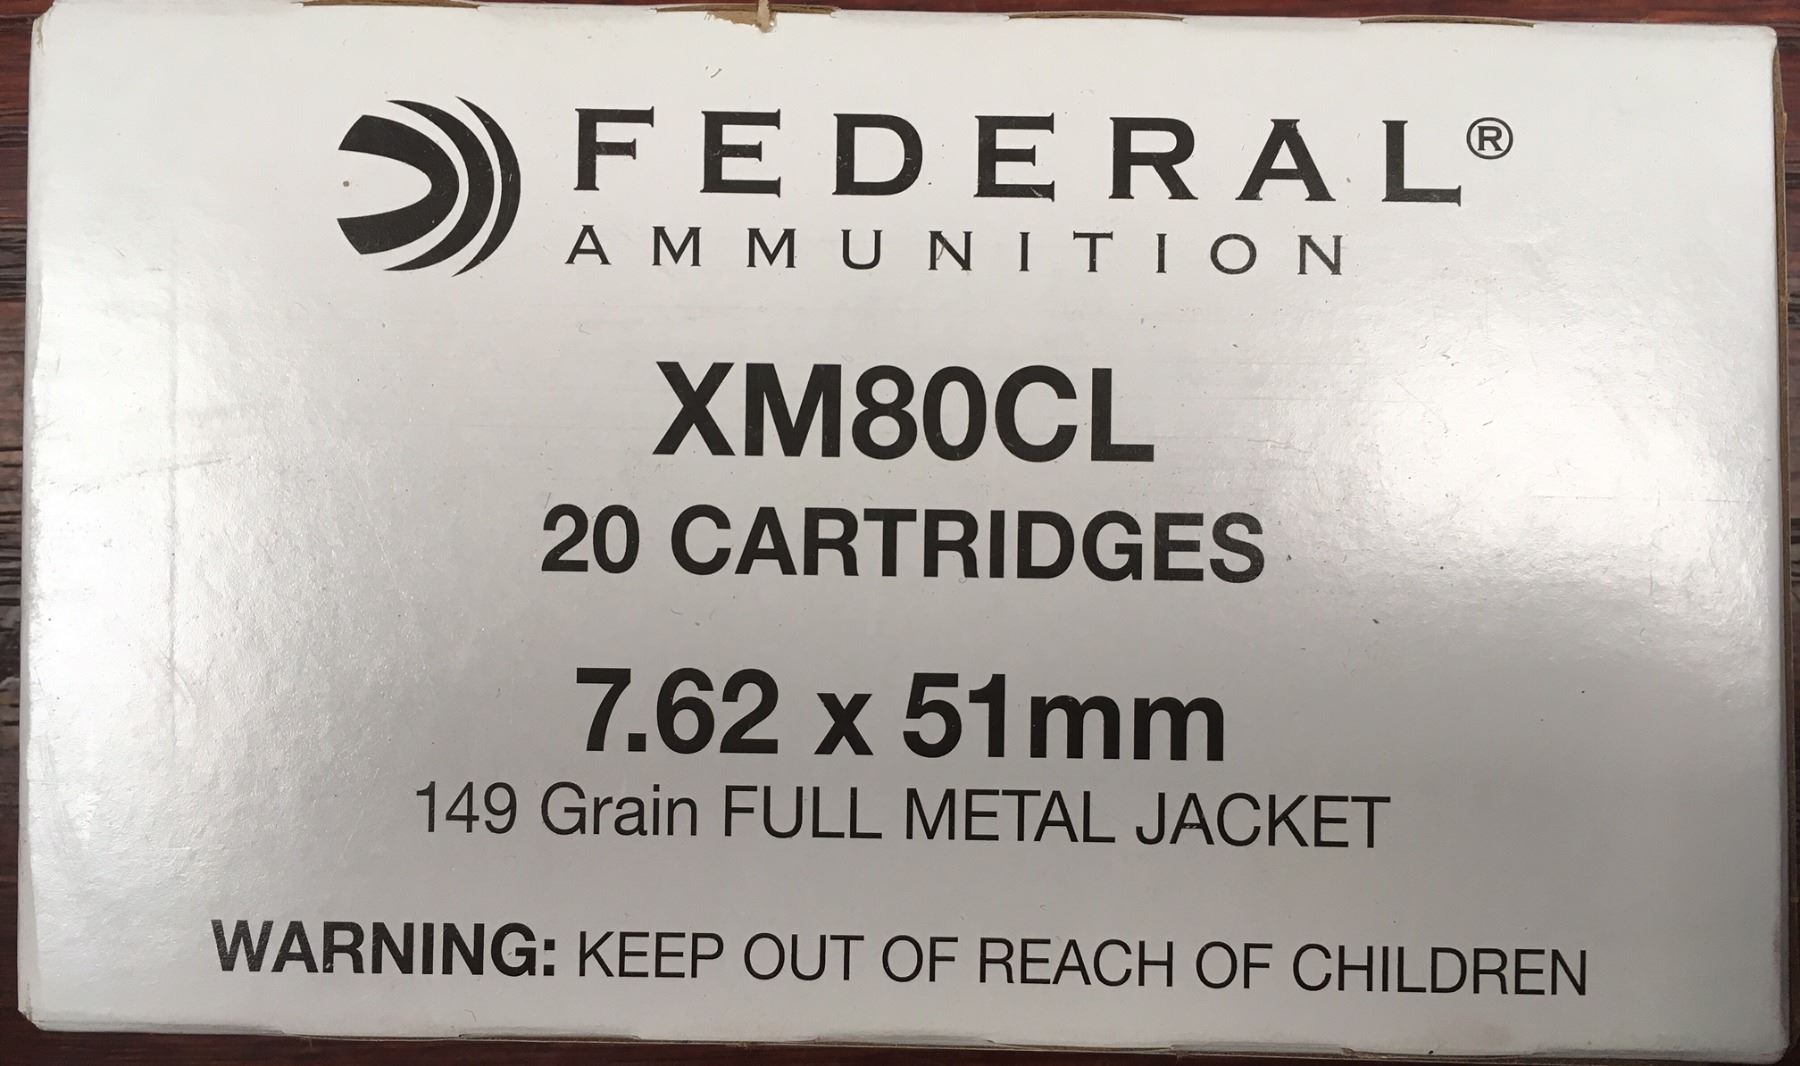 FEDERAL®
AMMUNITION
XM80CL
20 CARTRIDGES
7.62 x 51mm
149 Grain FULL METAL JACKET
WARNING: KEEP OUT OF REACH OF CHILDREN